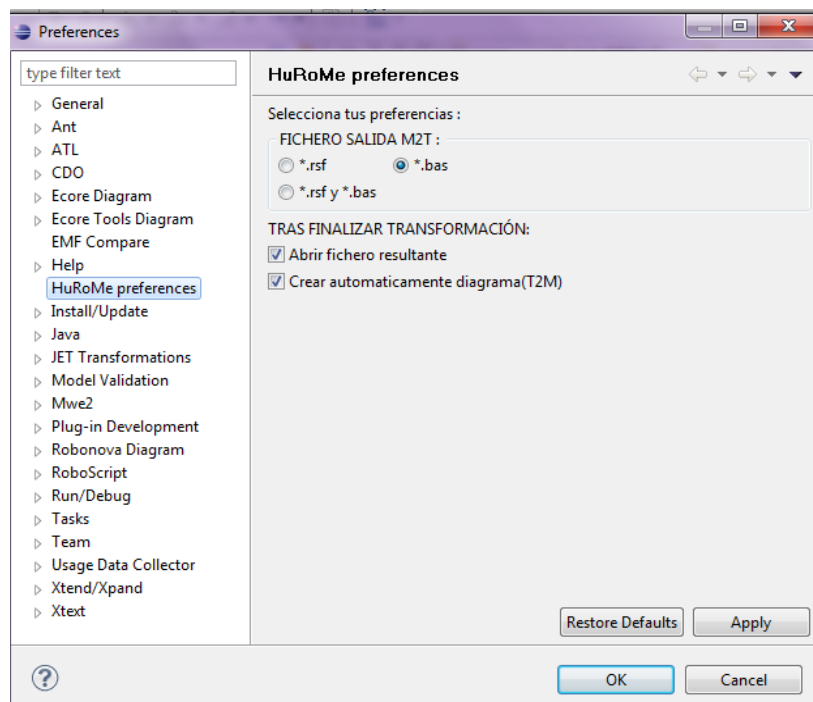 Preferences
type filter text
General
Ant
ATL
CDO
Ecore Diagram
Ecore Tools Diagram
EMF Compare
Help
HuRoMe preferences
Install/Update
Java
JET Transformations
Model Validation
Mwe2
Plug-in Development
Robonova Diagram
RoboScript
Run/Debug
Tasks
Team
Usage Data Collector
Xtend/Xpand
Xtext
HuRoMe preferences
Selecciona tus preferencias :
FICHERO SALIDA M2T :
*.rsf *.bas
*.rsf y *.bas
TRAS FINALIZAR TRANSFORMACIÓN:
Abrir fichero resultante
Crear automaticamente diagrama(T2M)
Restore Defaults Apply
OK Cancel